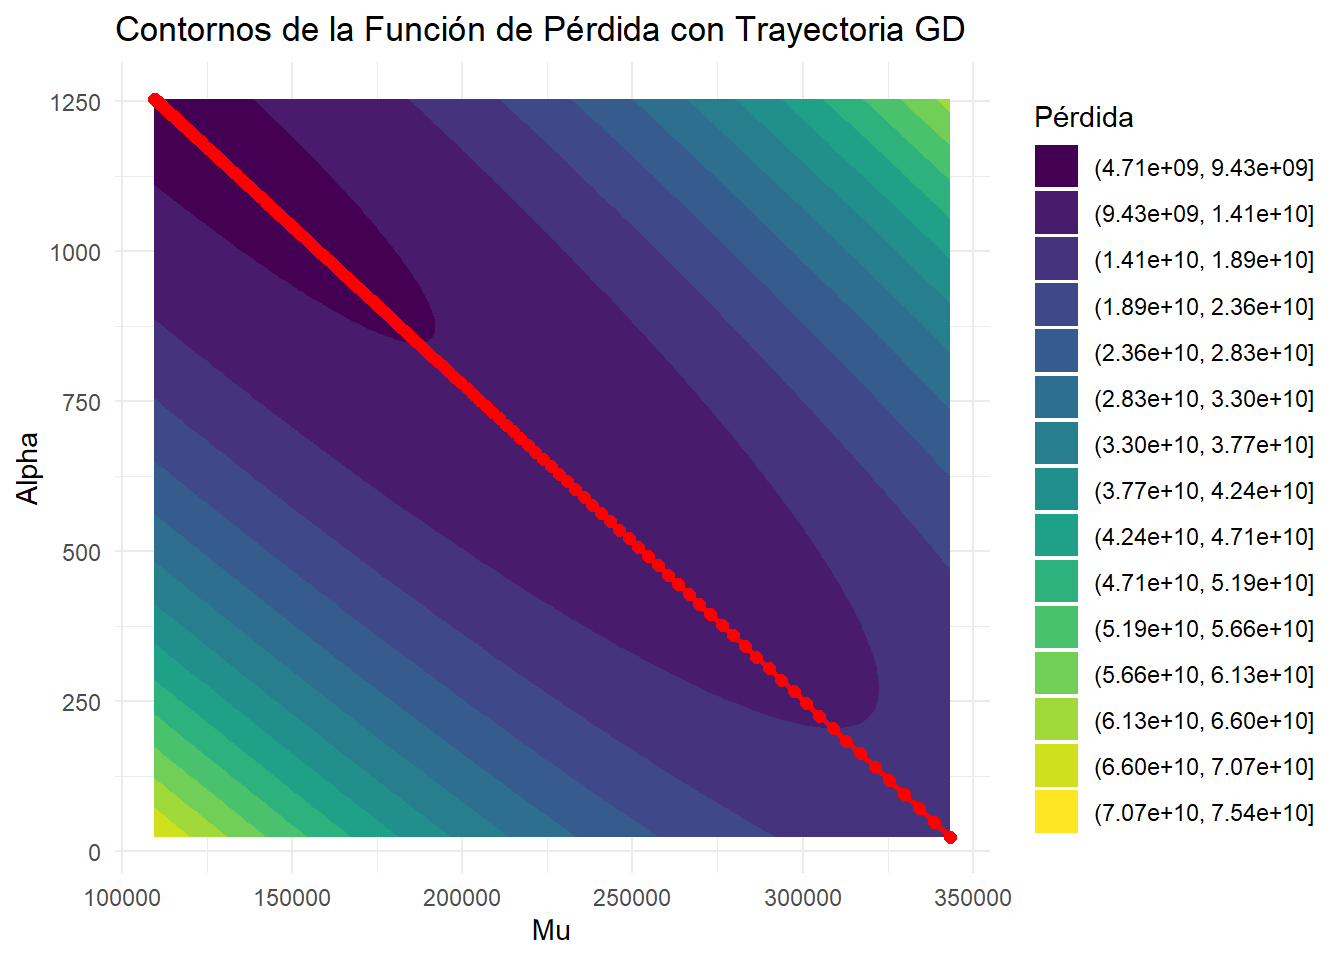 Contornos de la Función de Pérdida con Trayectoria GD
1250
1000
750
500
250
0
Alpha
100000
150000
200000
250000
300000
350000
Mu
Pérdida
(4.71e+09, 9.43e+09]
(9.43e+09, 1.41e+10]
(1.41e+10, 1.89e+10]
(1.89e+10, 2.36e+10]
(2.36e+10, 2.83e+10]
(2.83e+10, 3.30e+10]
(3.30e+10, 3.77e+10]
(3.77e+10, 4.24e+10]
(4.24e+10, 4.71e+10]
(4.71e+10, 5.19e+10]
(5.19e+10, 5.66e+10]
(5.66e+10, 6.13e+10]
(6.13e+10, 6.60e+10]
(6.60e+10, 7.07e+10]
(7.07e+10, 7.54e+10]